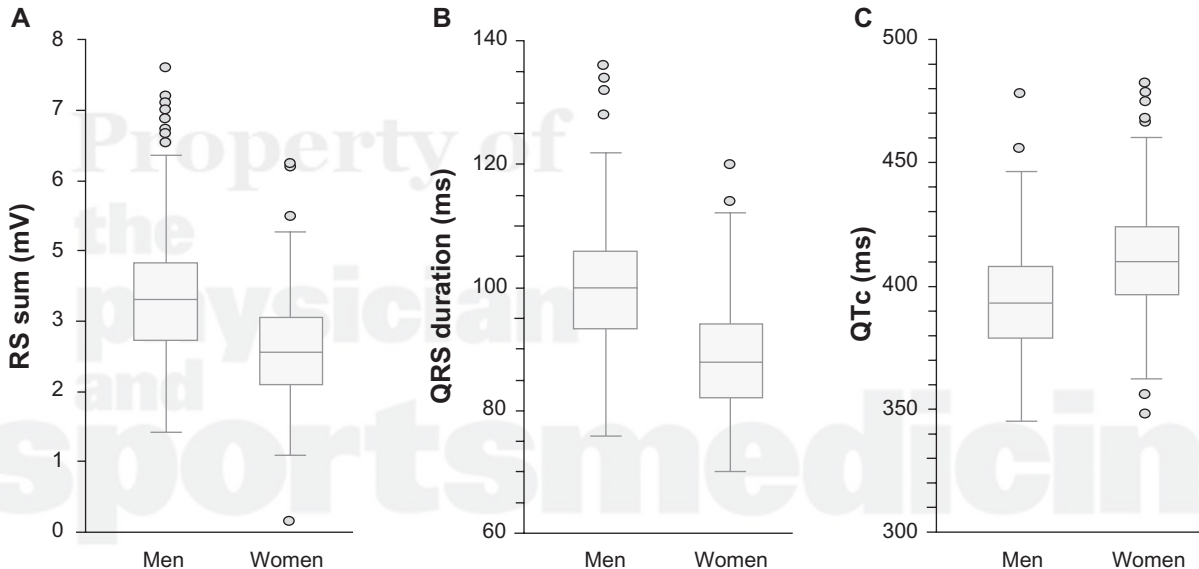 A
RS sum (mV)
8
7
6
5
3
2
1
0
Men Women
B
QRS duration (ms)
140
120
100
80
60
Men Women
C
QTc (ms)
500
450
400
350
300
Men Women
Property of
the
physician
and
sportsmedicin